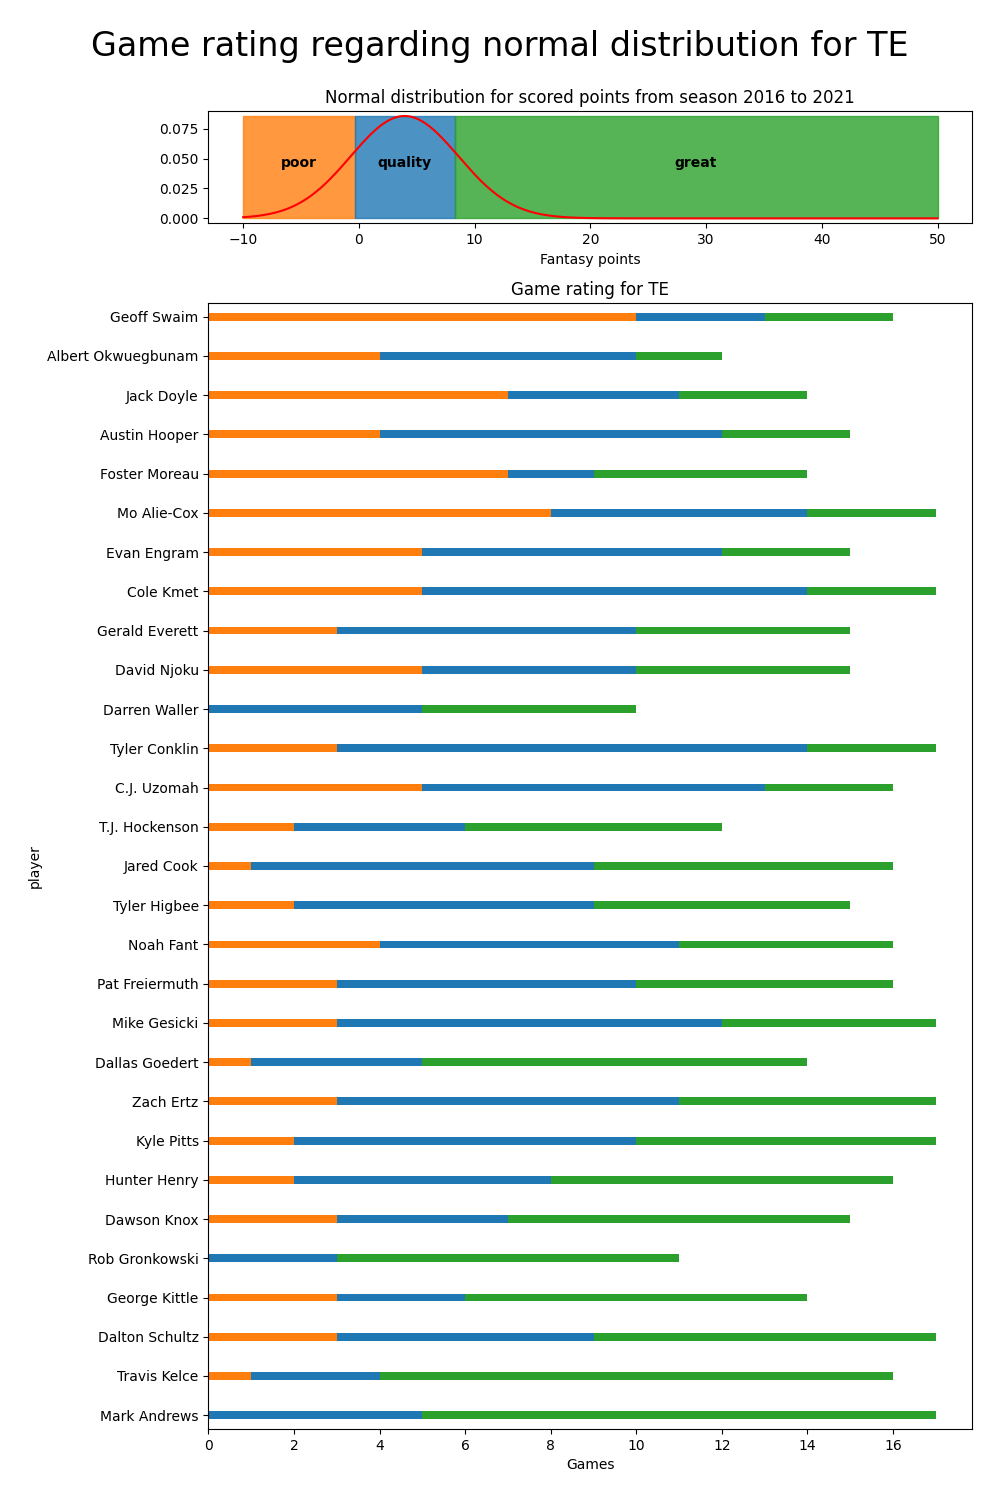 Game rating regarding normal distribution for TE
Normal distribution for scored points from season 2016 to 2021
0.075
0.050
0.025
0.000
poor
quality
great
−10
0
10
20
30
40
50
Fantasy points
Game rating for TE
Geoff Swaim
Albert Okwuegbunam
Jack Doyle
Austin Hooper
Foster Moreau
Mo Alie-Cox
Evan Engram
Cole Kmet
Gerald Everett
David Njoku
Darren Waller
Tyler Conklin
C.J. Uzomah
T.J. Hockenson
Jared Cook
Tyler Higbee
Noah Fant
Pat Freiermuth
Mike Gesicki
Dallas Goedert
Zach Ertz
Kyle Pitts
Hunter Henry
Dawson Knox
Rob Gronkowski
George Kittle
Dalton Schultz
Travis Kelce
Mark Andrews
player
0
2
4
6
8
10
12
14
16
Games